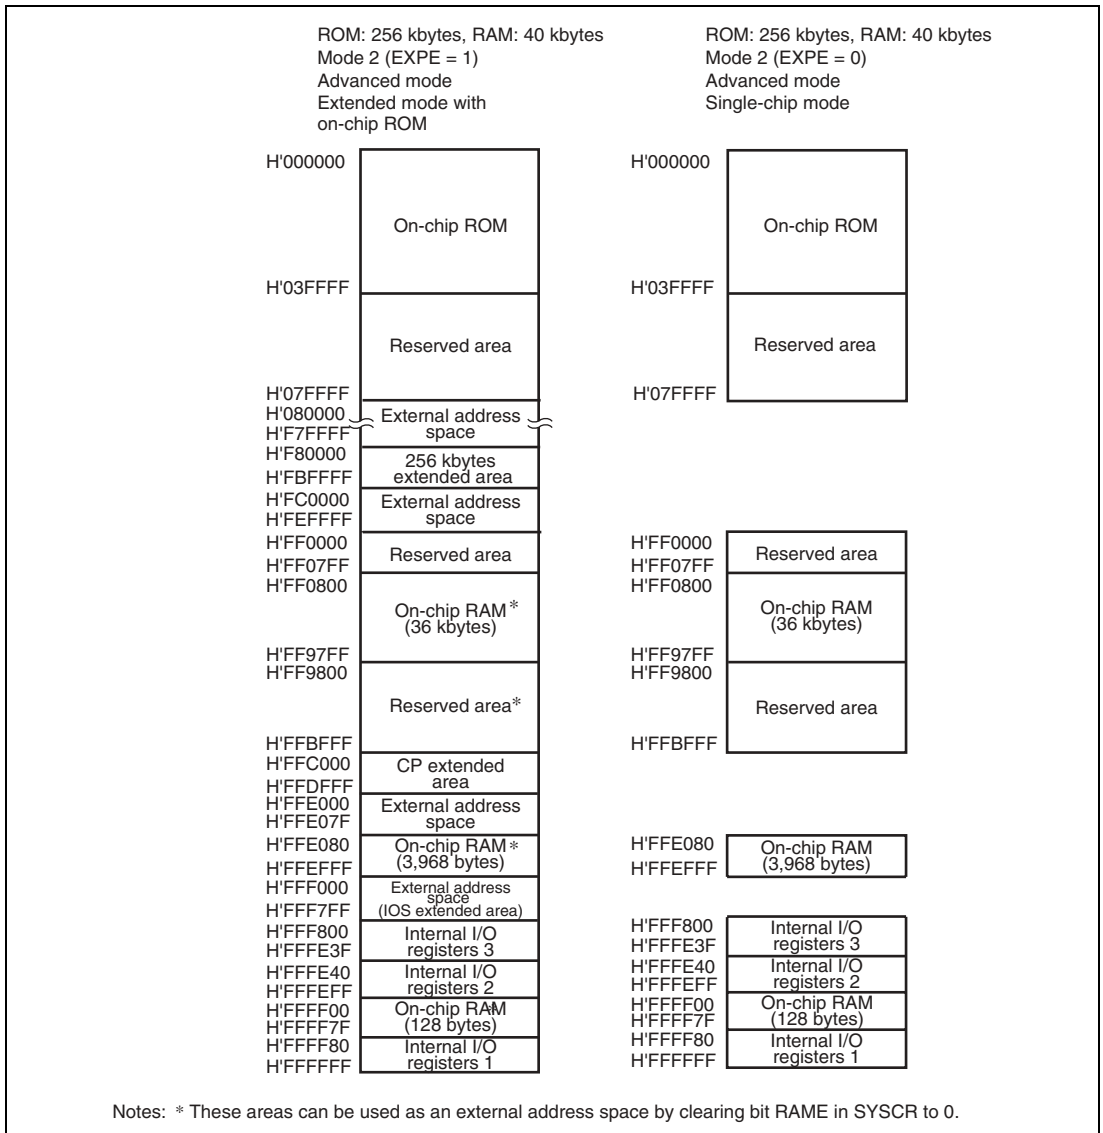 ROM: 256 kbytes, RAM: 40 kbytes
Mode 2 (EXPE = 1)
Advanced mode
Extended mode with
on-chip ROM
H'000000
On-chip ROM
H'03FFFF
Reserved area
H'07FFFF
H'080000
External address
space
H'F7FFFF
H'F80000
256 kbytes
extended area
H'FBFFFF
H'FC0000
External address
space
H'FEFFFF
H'FF0000
Reserved area
H'FF07FF
H'FF0800
On-chip RAM*
(36 kbytes)
H'FF97FF
H'FF9800
Reserved area*
H'FFBFFF
H'FFC000
CP extended
area
H'FFDFFF
H'FFE000
External address
space
H'FFE07F
H'FFE080
On-chip RAM*
(3,968 bytes)
H'FFEFFF
H'FFF000
External address
space
(IOS extended area)
H'FFF7FF
H'FFF800
Internal I/O
registers 3
H'FFFE3F
H'FFFE40
Internal I/O
registers 2
H'FFFEFF
H'FFFF00
On-chip RAM*
(128 bytes)
H'FFFF7F
H'FFFF80
Internal I/O
registers 1
H'FFFFFF
ROM: 256 kbytes, RAM: 40 kbytes
Mode 2 (EXPE = 0)
Advanced mode
Single-chip mode
H'000000
On-chip ROM
H'03FFFF
Reserved area
H'07FFFF
H'FF0000
Reserved area
H'FF07FF
H'FF0800
On-chip RAM
(36 kbytes)
H'FF97FF
H'FF9800
Reserved area
H'FFBFFF
H'FFE080
On-chip RAM
(3,968 bytes)
H'FFEFFF
H'FFF800
Internal I/O
registers 3
H'FFFE3F
H'FFFE40
Internal I/O
registers 2
H'FFFEFF
H'FFFF00
On-chip RAM
(128 bytes)
H'FFFF7F
H'FFFF80
Internal I/O
registers 1
H'FFFFFF
Notes: * These areas can be used as an external address space by clearing bit RAME in SYSCR to 0.